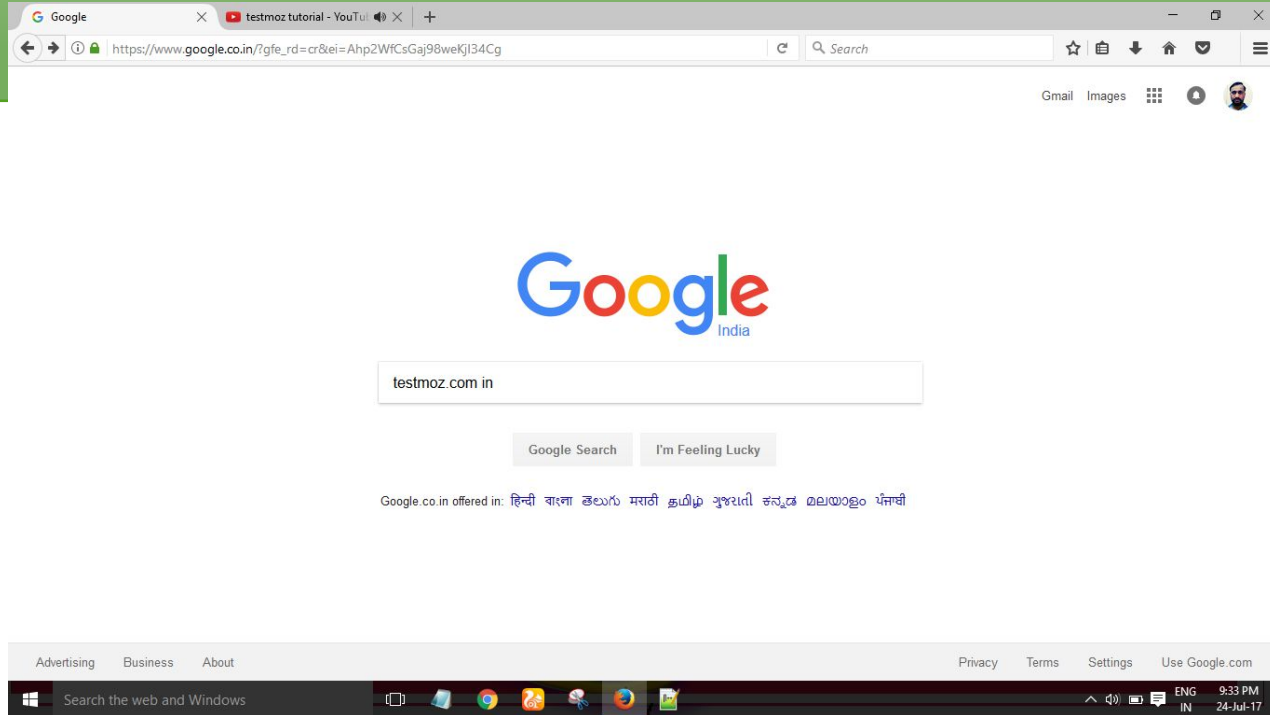 Google
testmoz tutorial - YouTu
https://www.google.co.in/?gfe_rd=cr&ei=Ahp2WfCsGaj98weKjI34Cg
Search
Gmail Images
Google
India
testmoz.com in
Google Search I'm Feeling Lucky
Google.co.in offered in: हिन्दी বাংলা తెలుగు मराठी தமிழ் ગુજરાતી ಕನ್ನಡ മലയാളം ਪੰਜਾਬੀ
Advertising Business About Privacy Terms Settings Use Google.com
Search the web and Windows
ENG 9:33 PM
IN 24-Jul-17